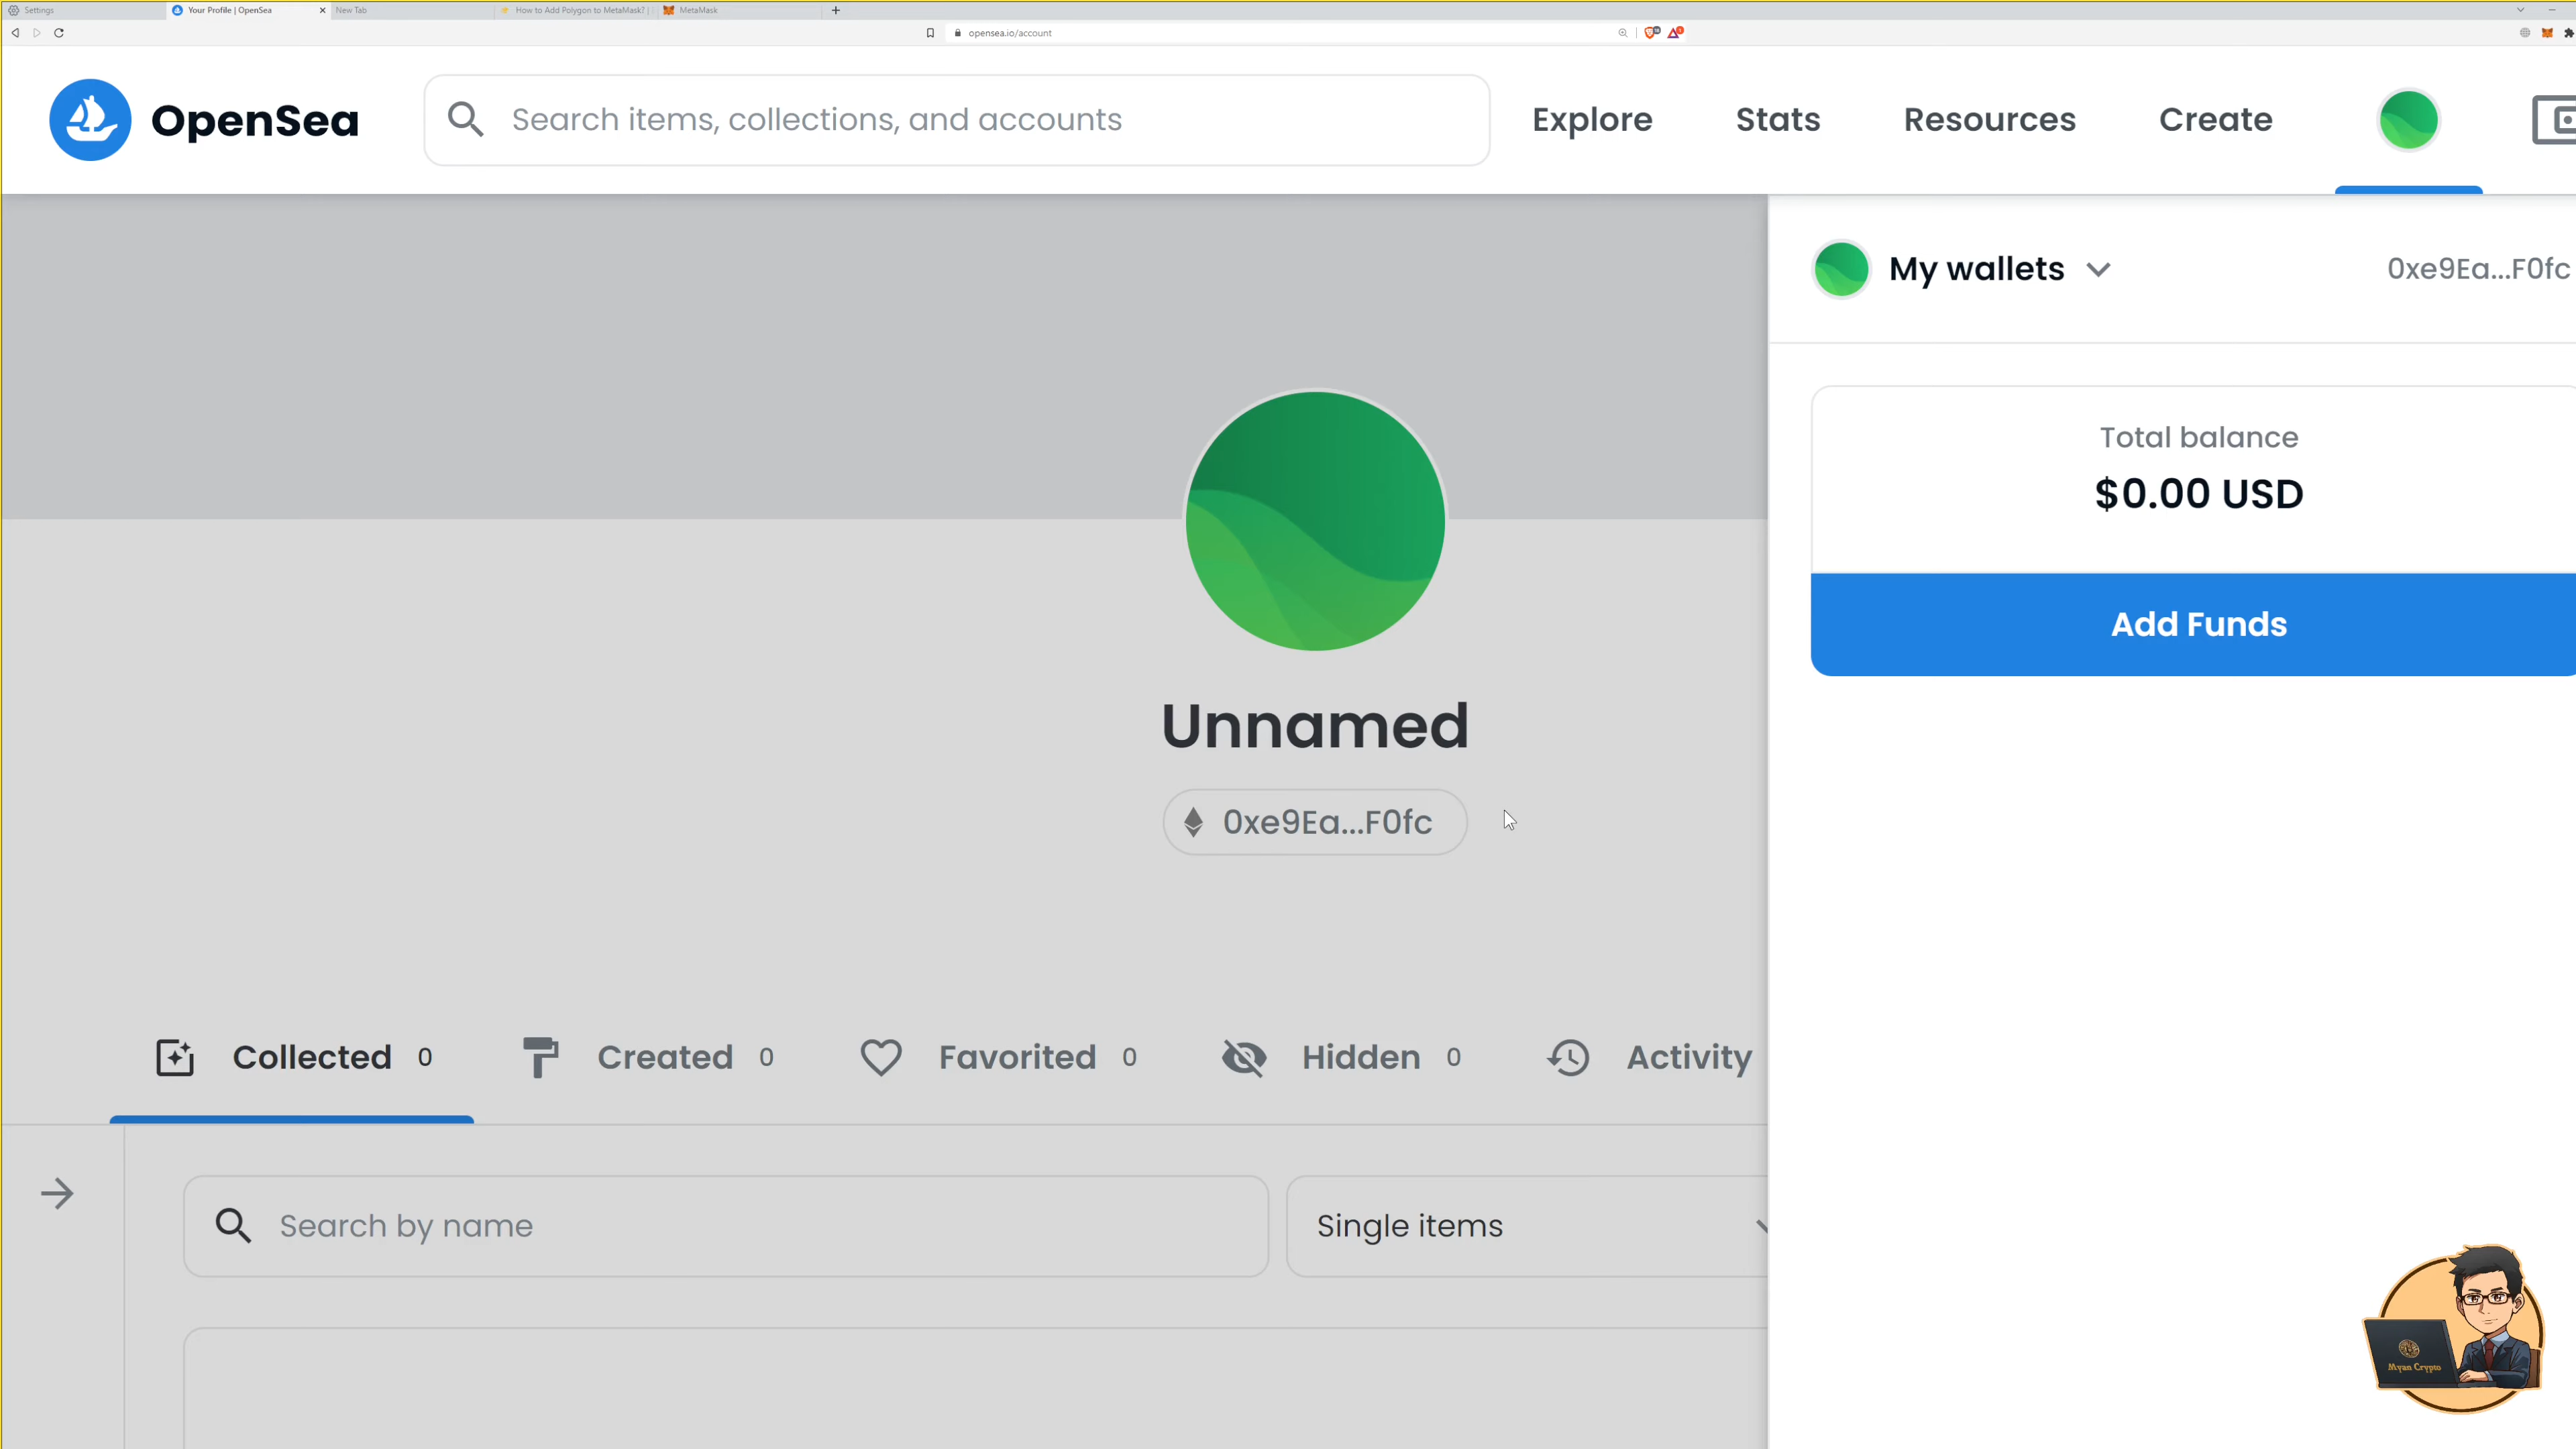 Settings
Your Profile | OpenSea
New Tab
How to Add Polygon to MetaMask? |
MetaMask
opensea.io/account
OpenSea
Search items, collections, and accounts
Explore
Stats
Resources
Create
My wallets
0xe9Ea...F0fc
Total balance
$0.00 USD
Add Funds
Unnamed
0xe9Ea...F0fc
Collected 0
Created 0
Favorited 0
Hidden 0
Activity
Search by name
Single items
Myan Crypto